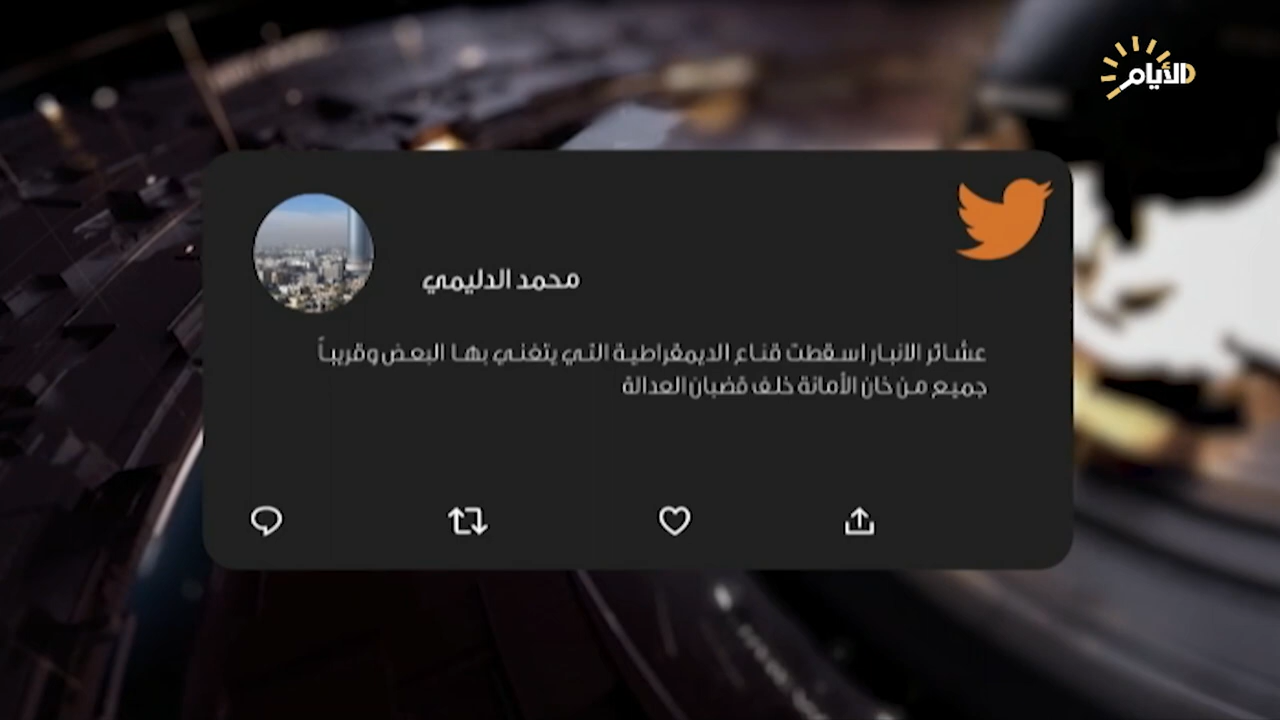 الأيام
محمد الدليمي
عشائر الانبار اسقطت قناع الديمقراطية التي يتغني بها البعض وقريباً
جميع من خان الأمانة خلف قضبان العدالة